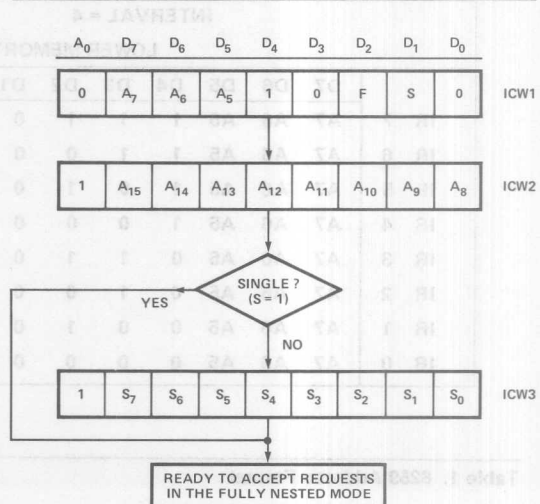 A0 D7 D6 D5 D4 D3 D2 D1 D0
0 A7 A6 A5 1 0 F S 0 ICW1
1 A15 A14 A13 A12 A11 A10 A9 A8 ICW2
SINGLE ?
(S = 1)
YES
NO
1 S7 S6 S5 S4 S3 S2 S1 S0 ICW3
READY TO ACCEPT REQUESTS
IN THE FULLY NESTED MODE